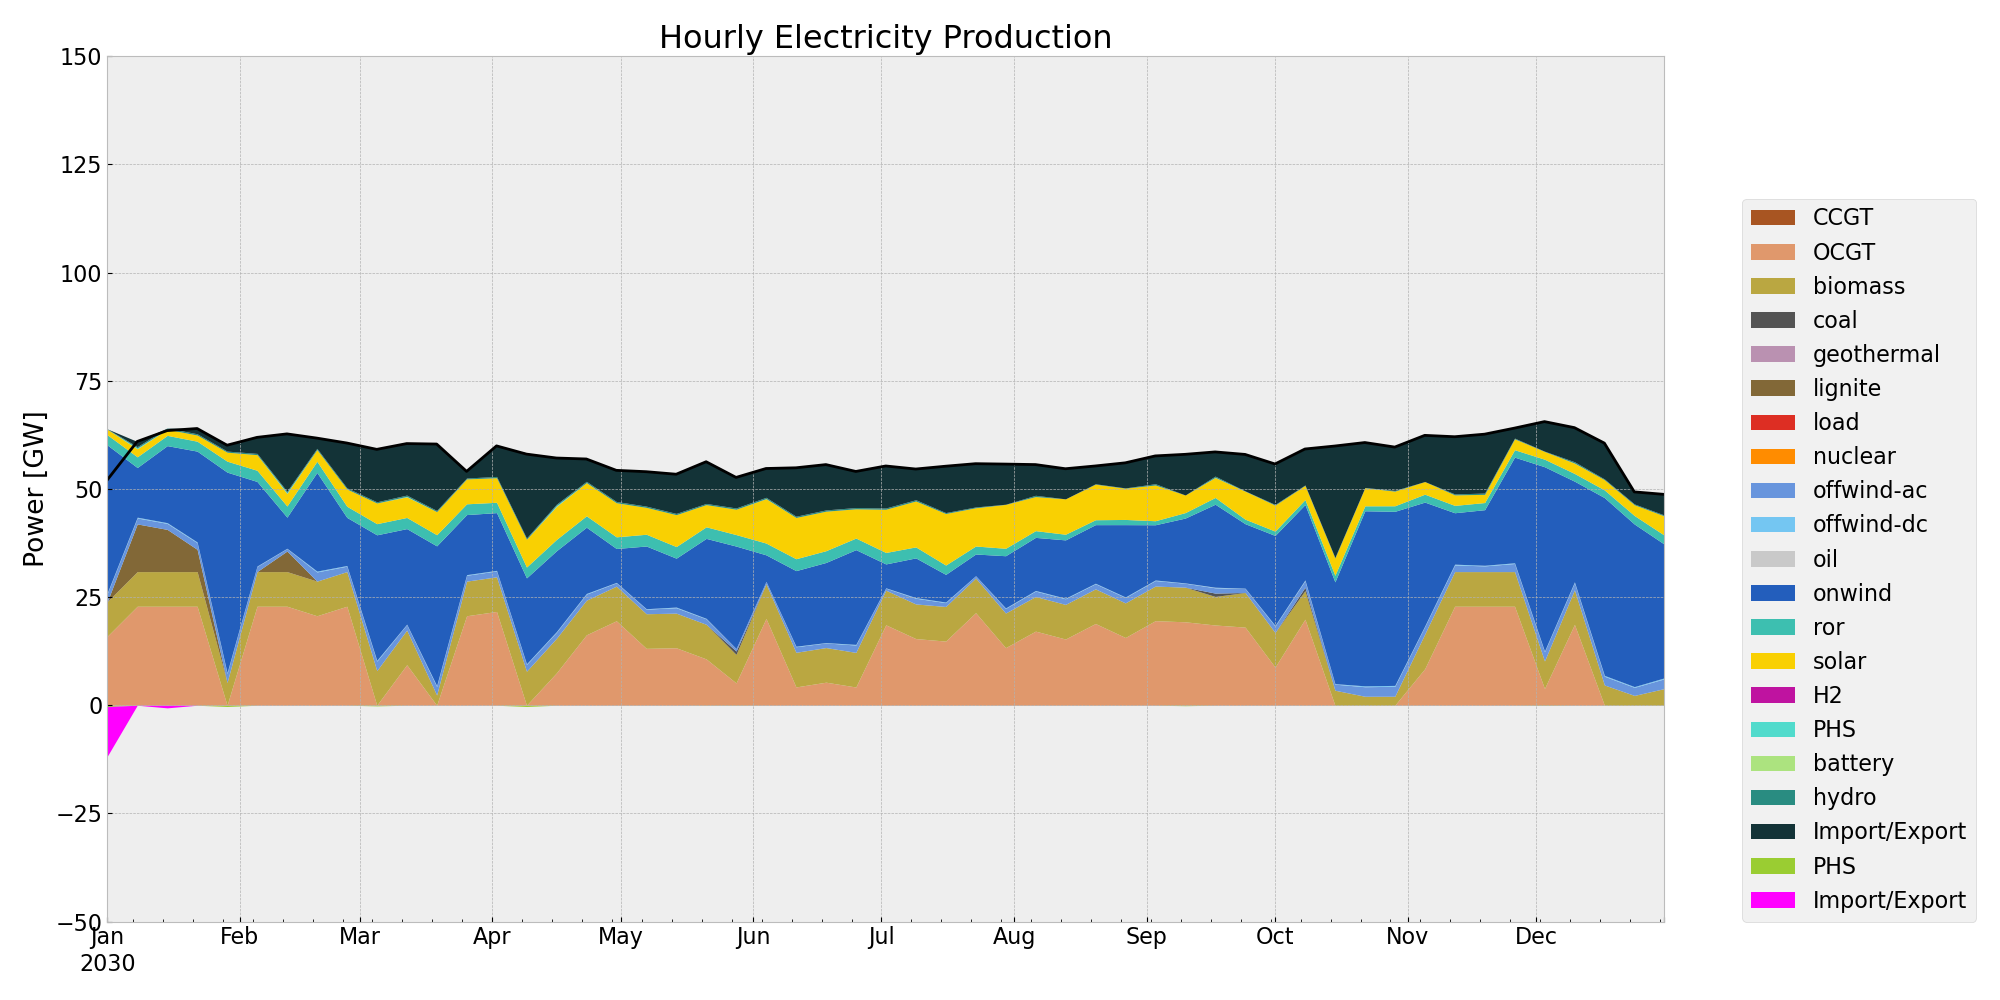 Hourly Electricity Production
Power [GW]
150
125
100
75
50
25
0
−25
−50
Jan Feb Mar Apr May Jun Jul Aug Sep Oct Nov Dec
2030
CCGT
OCGT
biomass
coal
geothermal
lignite
load
nuclear
offwind-ac
offwind-dc
oil
onwind
ror
solar
H2
PHS
battery
hydro
Import/Export
PHS
Import/Export